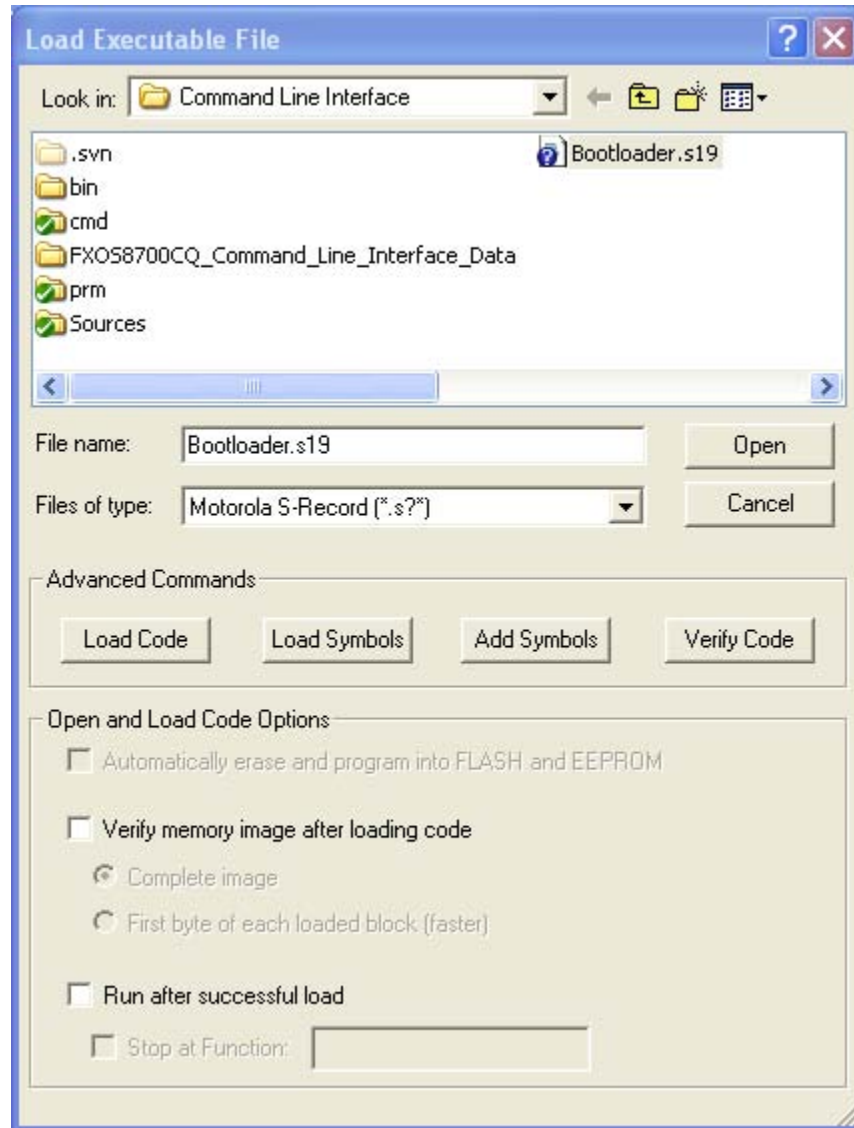 Load Executable File
Look in: Command Line Interface
.svn
Bootloader.s19
bin
cmd
FXOS8700CQ_Command_Line_Interface_Data
prm
Sources
File name: Bootloader.s19 Open
Files of type: Motorola S-Record (*.s?*) Cancel
Advanced Commands
Load Code Load Symbols Add Symbols Verify Code
Open and Load Code Options
Automatically erase and program into FLASH and EEPROM
Verify memory image after loading code
Complete image
First byte of each loaded block (faster)
Run after successful load
Stop at Function: